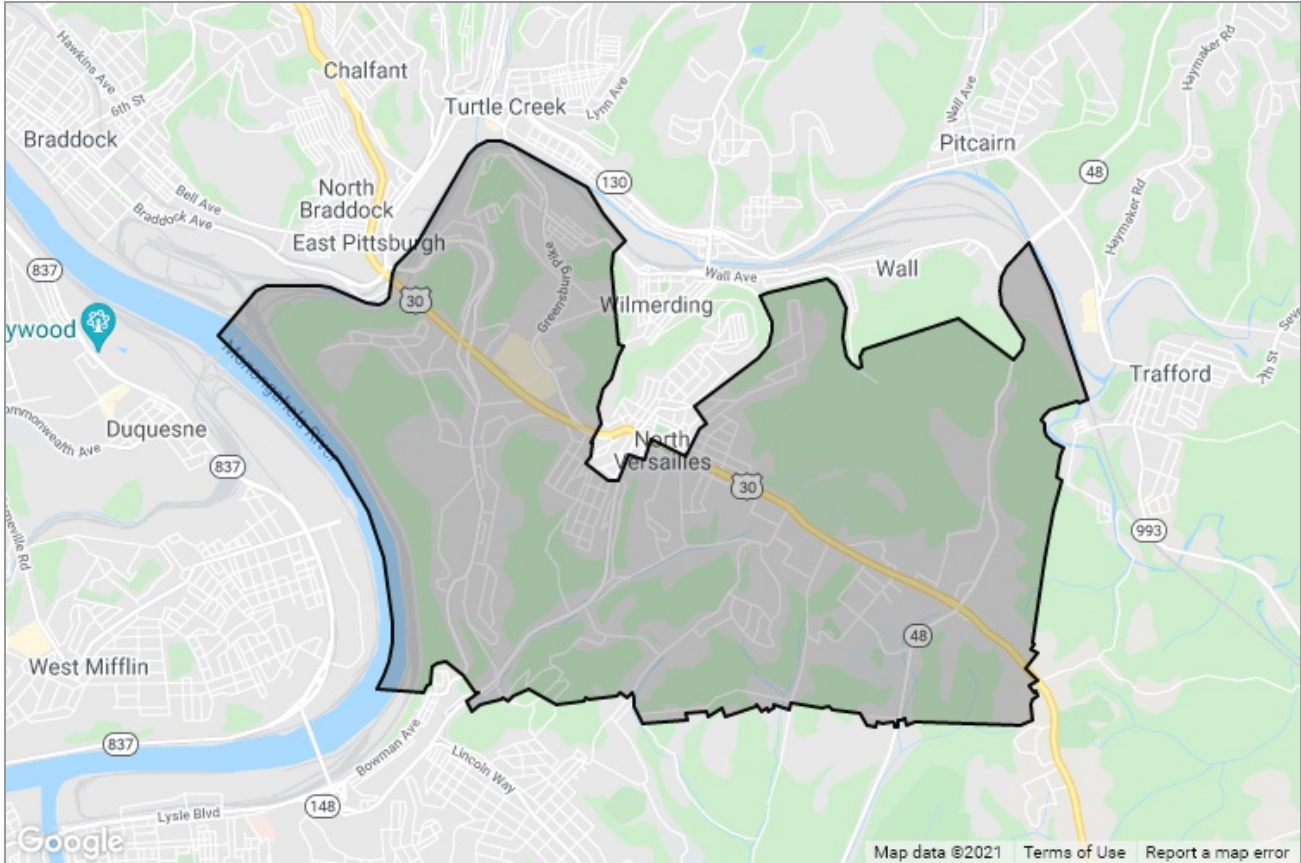 Hawkins Ave
Chalfant
6th St
Turtle Creek
Lynn Ave
Wall Ave
Haymaker Rd
Braddock
Pitcairn
130
48
Bell Ave
North
Braddock
Braddock Ave
Haymaker Rd
East Pittsburgh
837
Greensburg Pike
Wall Ave
Wall
30
Wilmerding
ywood
Monongahela River
Trafford
7th St
Duquesne
ommonwealth Ave
North
Versailles
837
30
993
48
West Mifflin
837
Bowman Ave
Lincoln Way
148
Lysle Blvd
Google
Map data ©2021 Terms of Use Report a map error